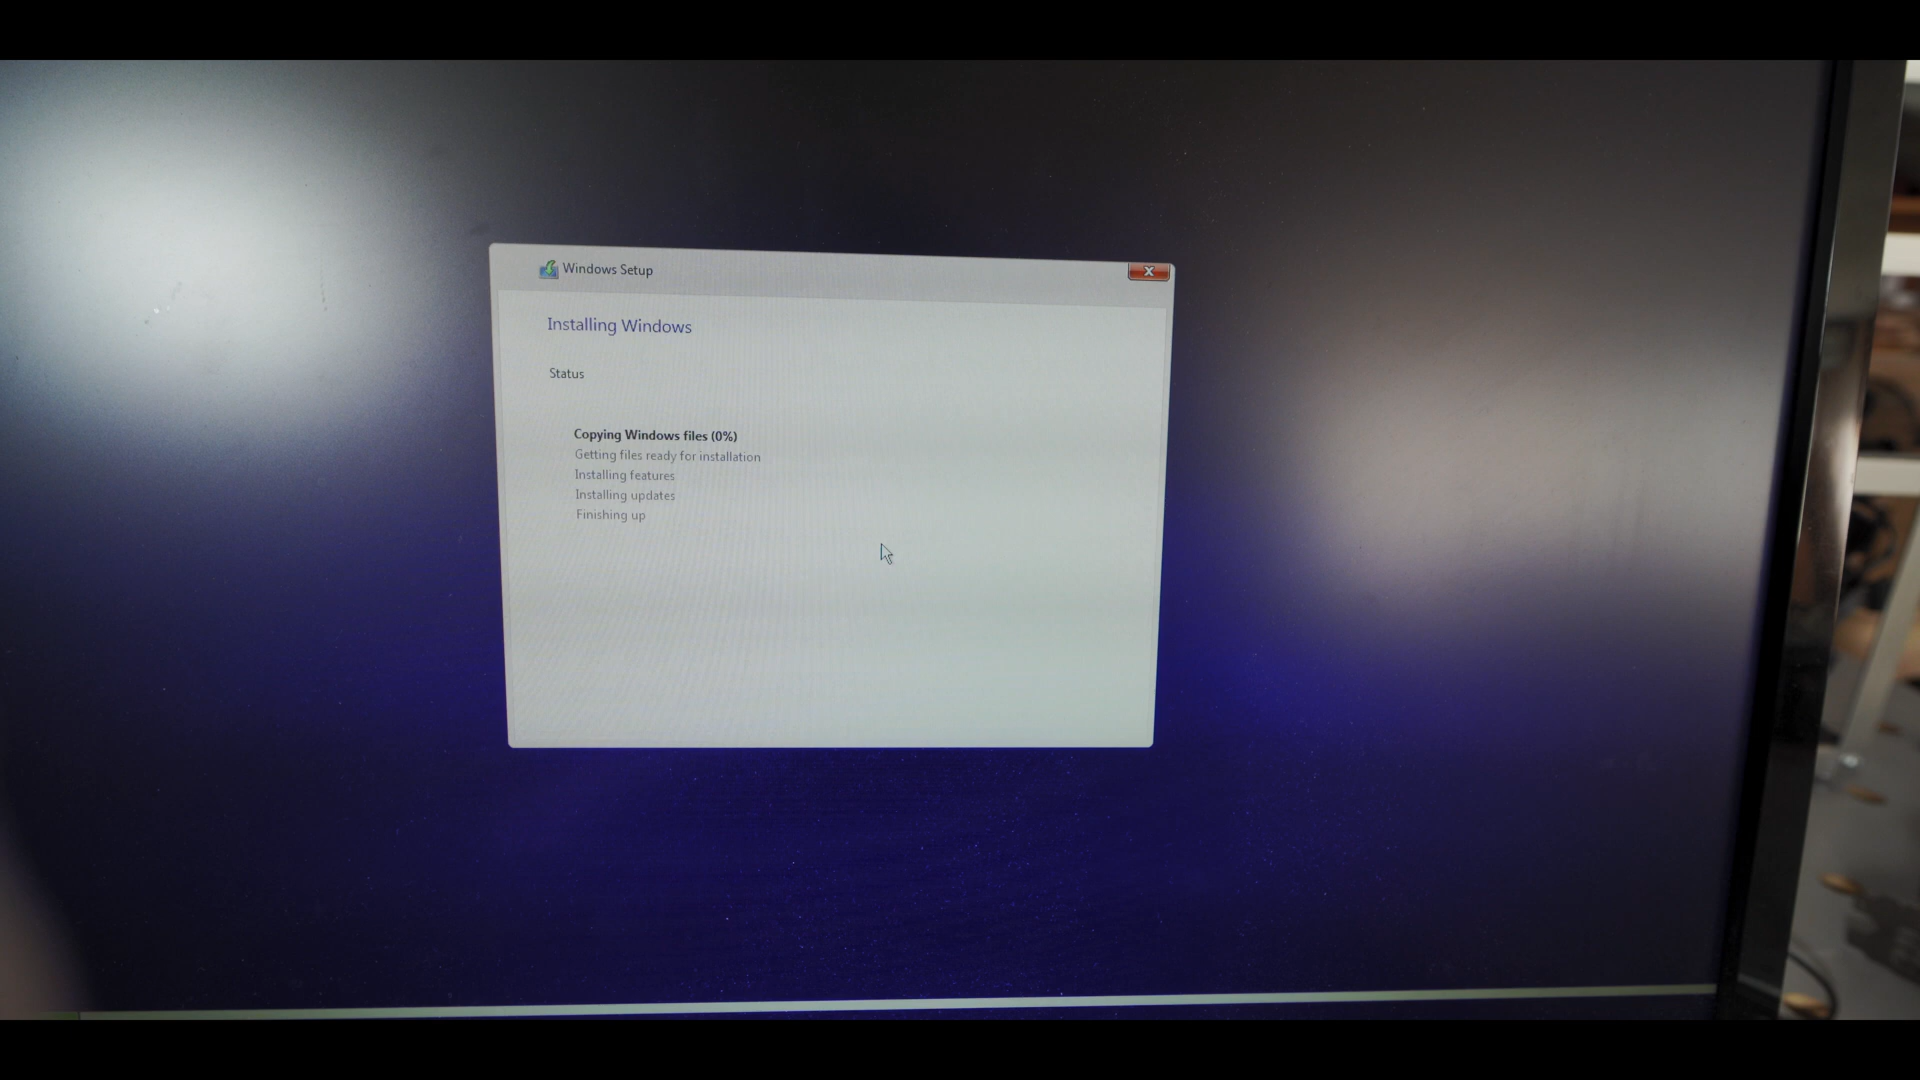 Windows Setup
Installing Windows
Status
Copying Windows files (0%)
Getting files ready for installation
Installing features
Installing updates
Finishing up